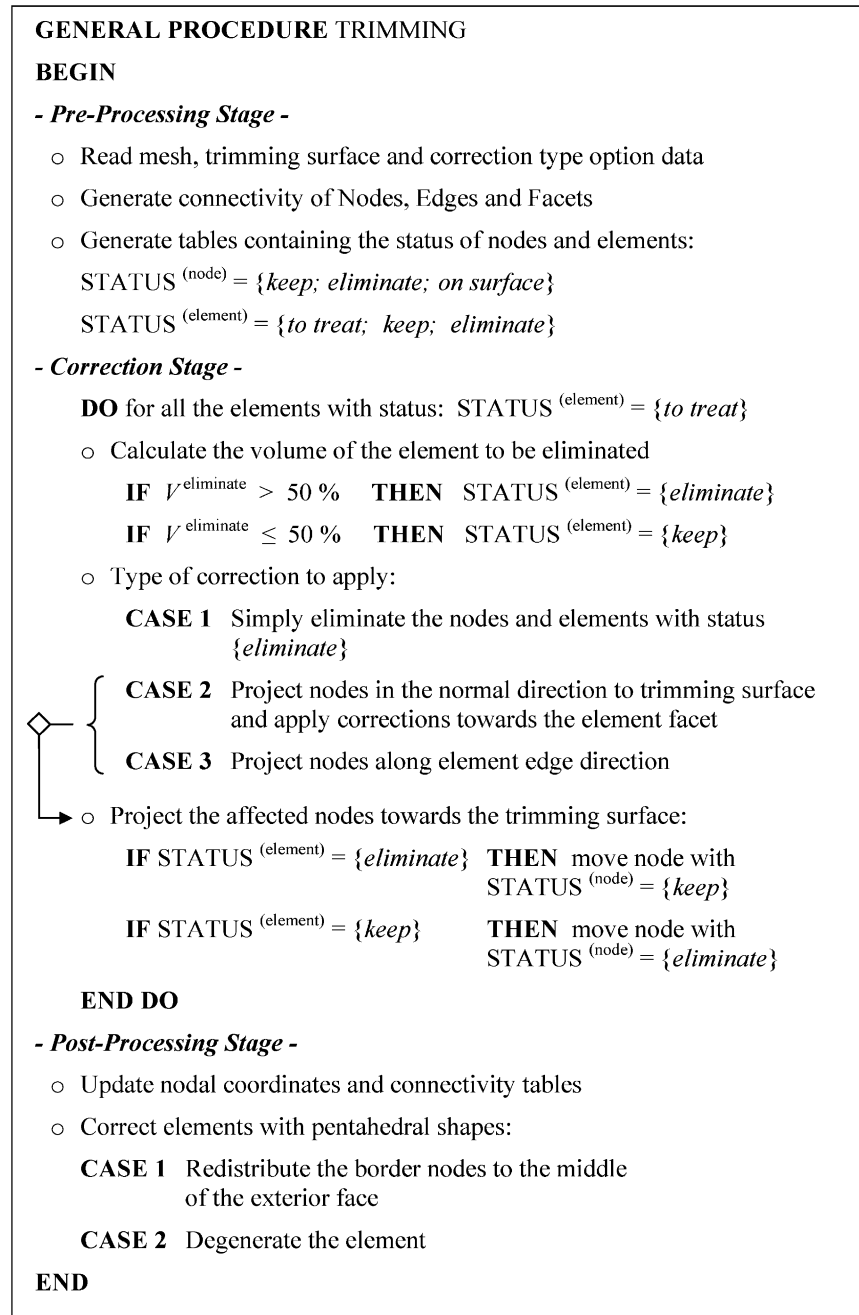 GENERAL PROCEDURE TRIMMING
BEGIN
- Pre-Processing Stage -
o Read mesh, trimming surface and correction type option data
o Generate connectivity of Nodes, Edges and Facets
o Generate tables containing the status of nodes and elements:
STATUS (node) = {keep; eliminate; on surface}
STATUS (element) = {to treat; keep; eliminate}
- Correction Stage -
DO for all the elements with status: STATUS (element) = {to treat}
o Calculate the volume of the element to be eliminated
IF V eliminate > 50 % THEN STATUS (element) = {eliminate}
IF V eliminate ≤ 50 % THEN STATUS (element) = {keep}
o Type of correction to apply:
CASE 1 Simply eliminate the nodes and elements with status
{eliminate}
CASE 2 Project nodes in the normal direction to trimming surface
and apply corrections towards the element facet
CASE 3 Project nodes along element edge direction
o Project the affected nodes towards the trimming surface:
IF STATUS (element) = {eliminate} THEN move node with
STATUS (node) = {keep}
IF STATUS (element) = {keep} THEN move node with
STATUS (node) = {eliminate}
END DO
- Post-Processing Stage -
o Update nodal coordinates and connectivity tables
o Correct elements with pentahedral shapes:
CASE 1 Redistribute the border nodes to the middle
of the exterior face
CASE 2 Degenerate the element
END